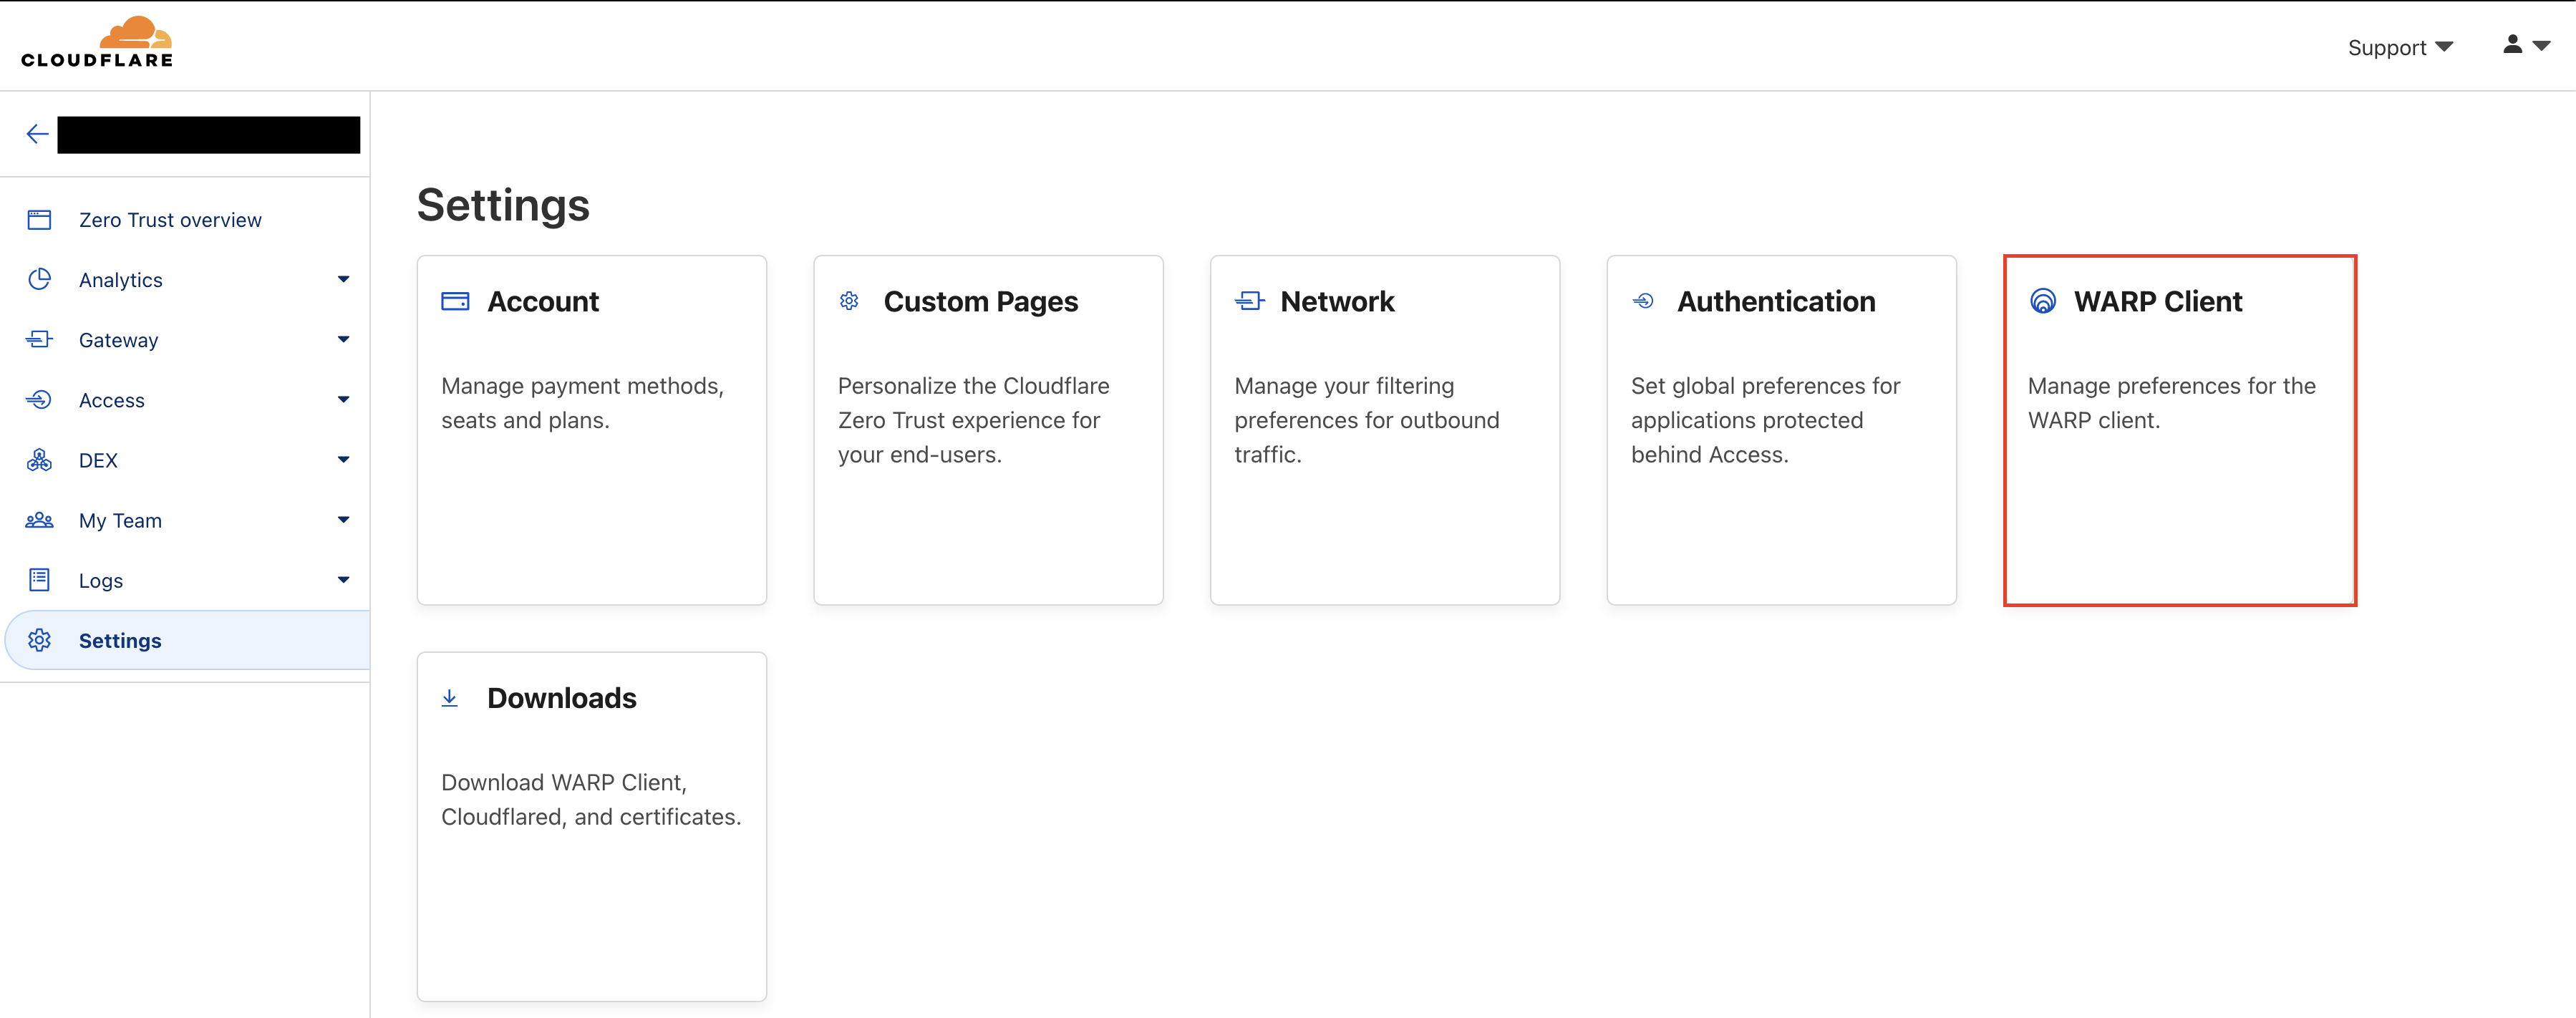 CLOUDFLARE
Support
Zero Trust overview
Analytics
Gateway
Access
DEX
My Team
Logs
Settings
Settings
Account
Manage payment methods,
seats and plans.
Custom Pages
Personalize the Cloudflare
Zero Trust experience for
your end-users.
Network
Manage your filtering
preferences for outbound
traffic.
Authentication
Set global preferences for
applications protected
behind Access.
WARP Client
Manage preferences for the
WARP client.
Downloads
Download WARP Client,
Cloudflared, and certificates.